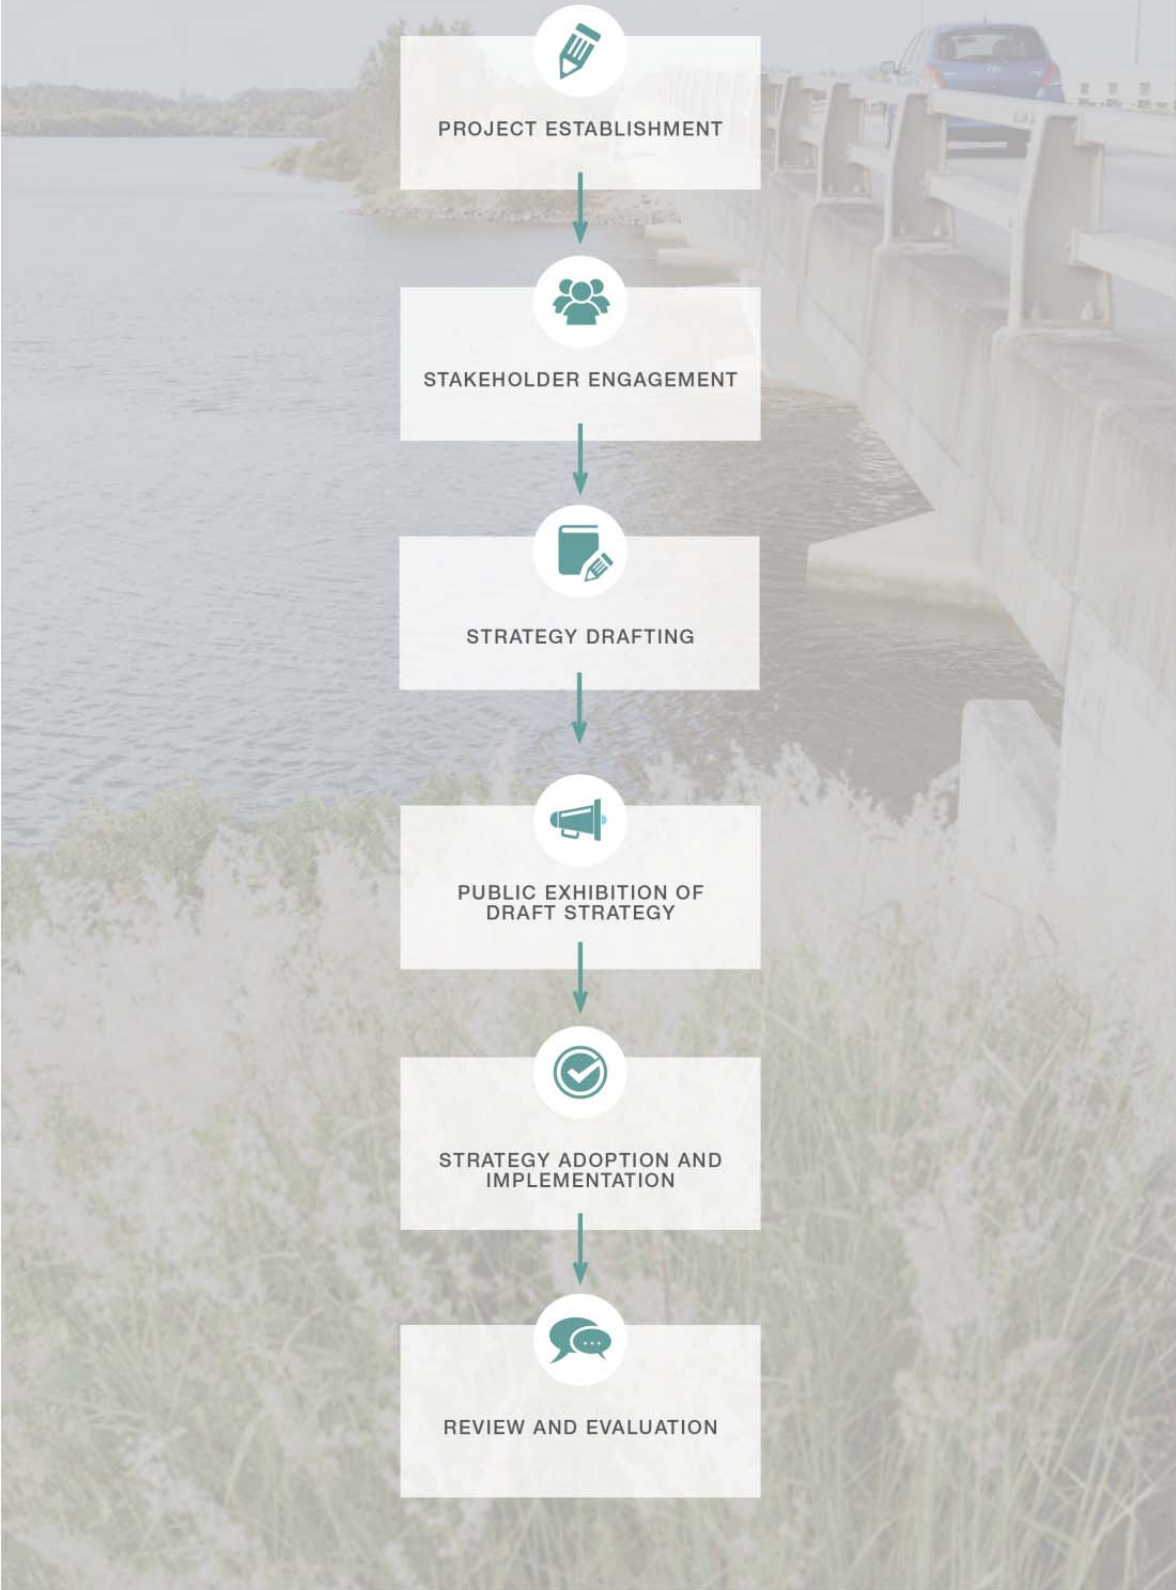 PROJECT ESTABLISHMENT
STAKEHOLDER ENGAGEMENT
STRATEGY DRAFTING
PUBLIC EXHIBITION OF
DRAFT STRATEGY
STRATEGY ADOPTION AND
IMPLEMENTATION
REVIEW AND EVALUATION